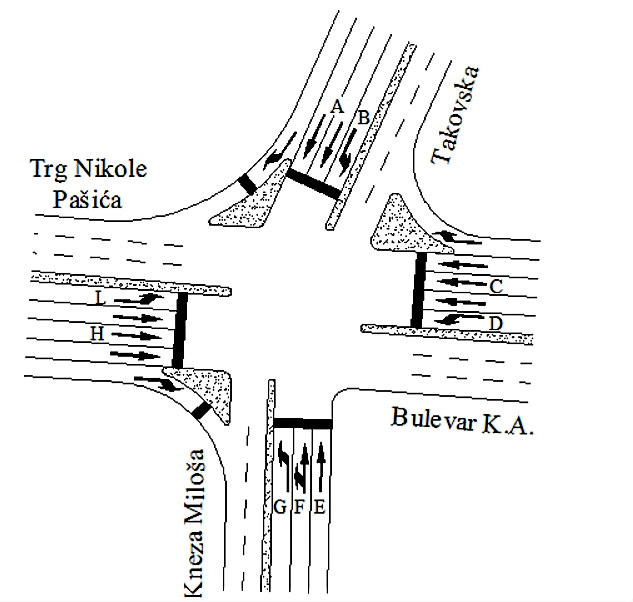 A
B
Takovska
Trg Nikole
Pašića
L
C
H
D
Bulevar K.A.
Kneza Miloša
G F E